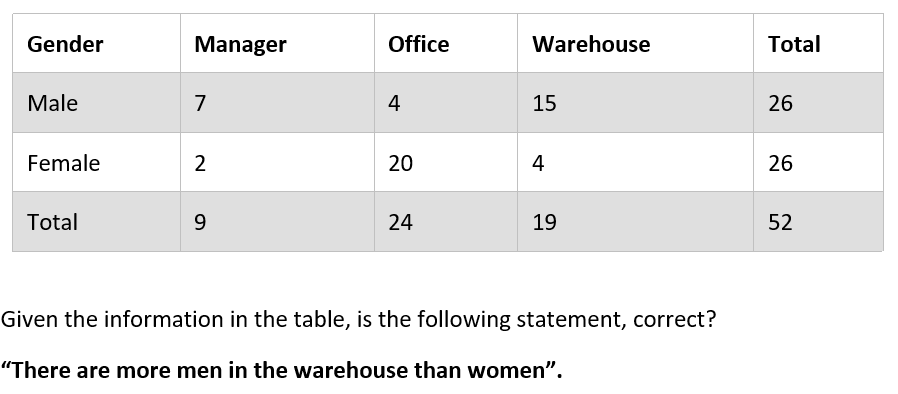 Gender Manager Office Warehouse Total
Male 7 4 15 26
Female 2 20 4 26
Total 9 24 19 52
Given the information in the table, is the following statement, correct?
“There are more men in the warehouse than women”.